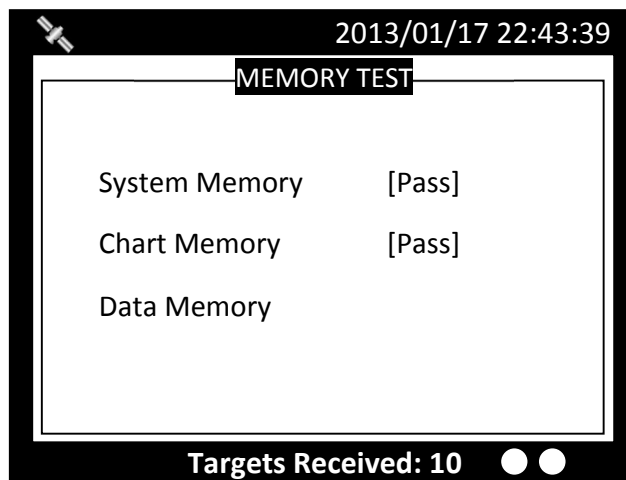 2013/01/17 22:43:39
MEMORY TEST
System Memory [Pass]
Chart Memory [Pass]
Data Memory
Targets Received: 10